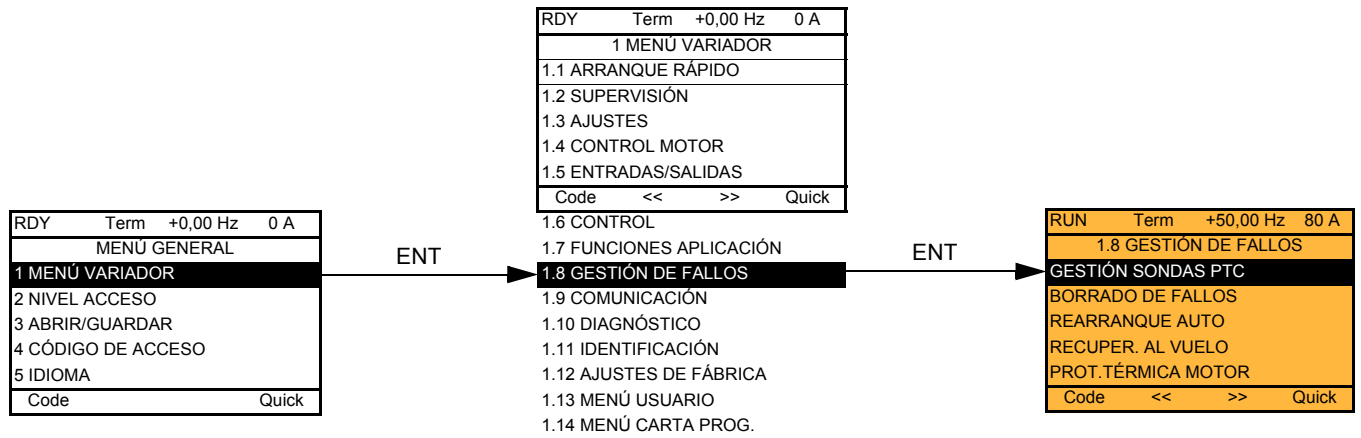 RDY Term +0,00 Hz 0 A
MENÚ GENERAL
1 MENÚ VARIADOR
2 NIVEL ACCESO
3 ABRIR/GUARDAR
4 CÓDIGO DE ACCESO
5 IDIOMA
Code Quick
ENT
RDY Term +0,00 Hz 0 A
1 MENÚ VARIADOR
1.1 ARRANQUE RÁPIDO
1.2 SUPERVISIÓN
1.3 AJUSTES
1.4 CONTROL MOTOR
1.5 ENTRADAS/SALIDAS
Code << >> Quick
1.6 CONTROL
1.7 FUNCIONES APLICACIÓN
1.8 GESTIÓN DE FALLOS
1.9 COMUNICACIÓN
1.10 DIAGNÓSTICO
1.11 IDENTIFICACIÓN
1.12 AJUSTES DE FÁBRICA
1.13 MENÚ USUARIO
1.14 MENÚ CARTA PROG.
ENT
RUN Term +50,00 Hz 80 A
1.8 GESTIÓN DE FALLOS
GESTIÓN SONDAS PTC
BORRADO DE FALLOS
REARRANQUE AUTO
RECUPER. AL VUELO
PROT.TÉRMICA MOTOR
Code << >> Quick